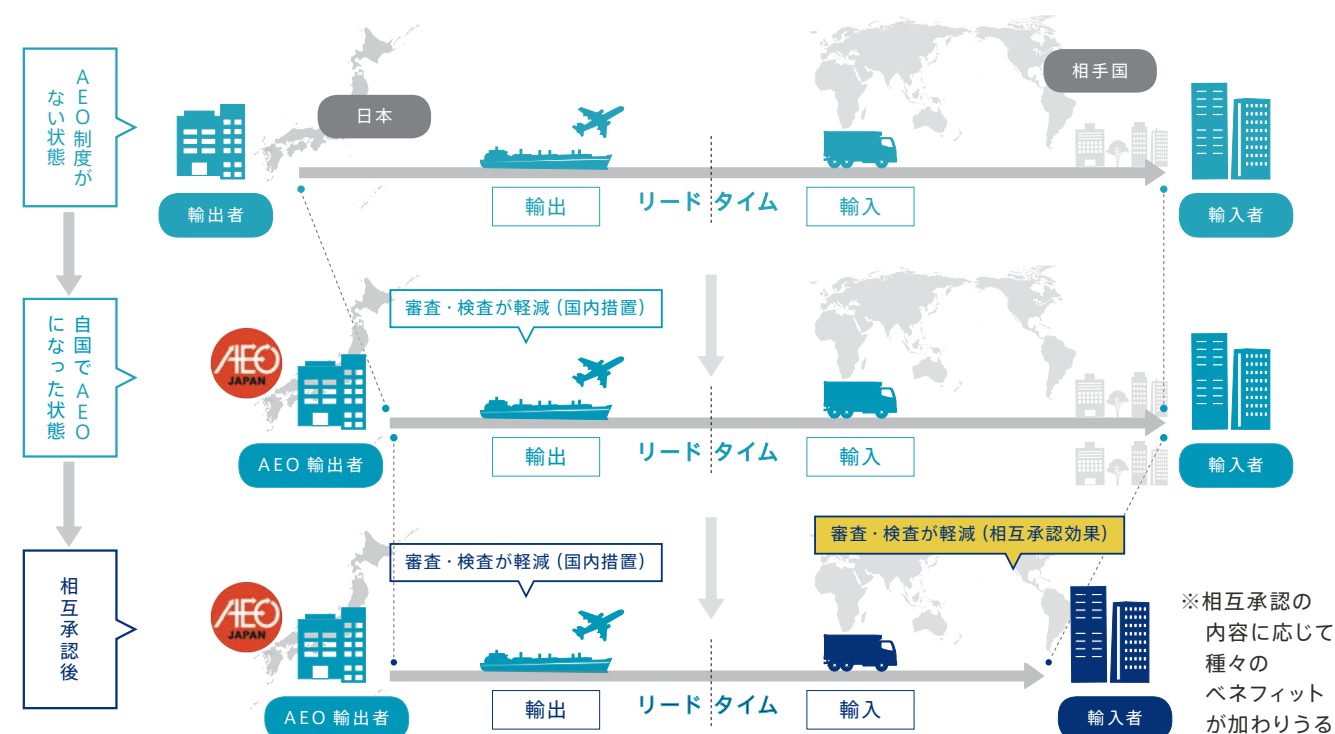 AEO制度が
ない状態
日本
相手国
輸出者
輸出
リードタイム
輸入
輸入者
自国でAEO
になった状態
審査・検査が軽減(国内措置)
AEO
JAPAN
AEO 輸出者
輸出
リードタイム
輸入
輸入者
相互承認後
審査・検査が軽減(国内措置)
審査・検査が軽減(相互承認効果)
AEO
JAPAN
AEO 輸出者
輸出
リードタイム
輸入
輸入者
※相互承認の
内容に応じて
種々の
ベネフィット
が加わりうる